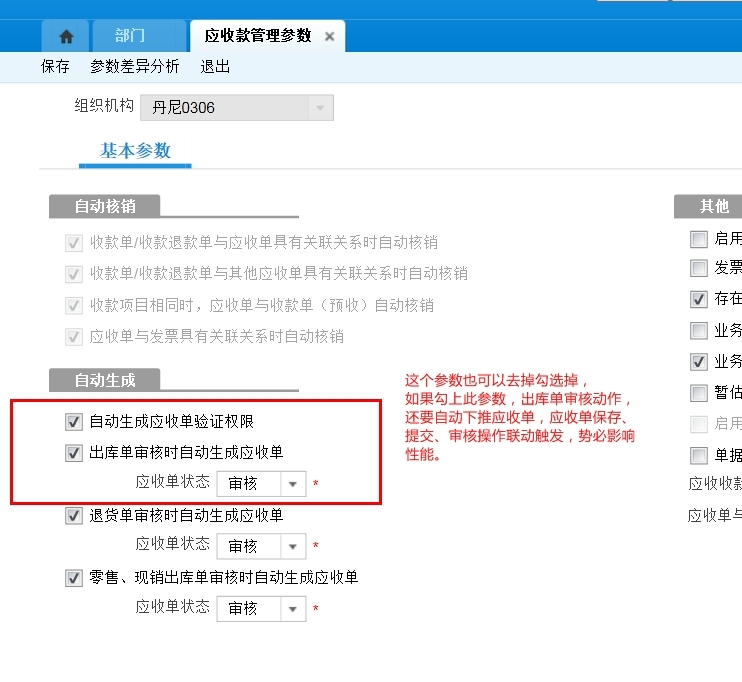 部门
应收款管理参数
保存 参数差异分析 退出
组织机构 丹尼0306
基本参数
自动核销
收款单/收款退款单与应收单具有关联关系时自动核销
收款单/收款退款单与其他应收单具有关联关系时自动核销
收款项目相同时，应收单与收款单（预收）自动核销
应收单与发票具有关联关系时自动核销
自动生成
自动生成应收单验证权限
出库单审核时自动生成应收单
应收单状态 审核 *
退货单审核时自动生成应收单
应收单状态 审核 *
零售、现销出库单审核时自动生成应收单
应收单状态 审核 *
这个参数也可以去掉勾选掉，
如果勾上此参数，出库单审核动作，
还要自动下推应收单，应收单保存、
提交、审核操作联动触发，势必影响
性能。
其他
启用
发票
存在
业务
业务
暂估
启用
单据
应收收款
应收单与